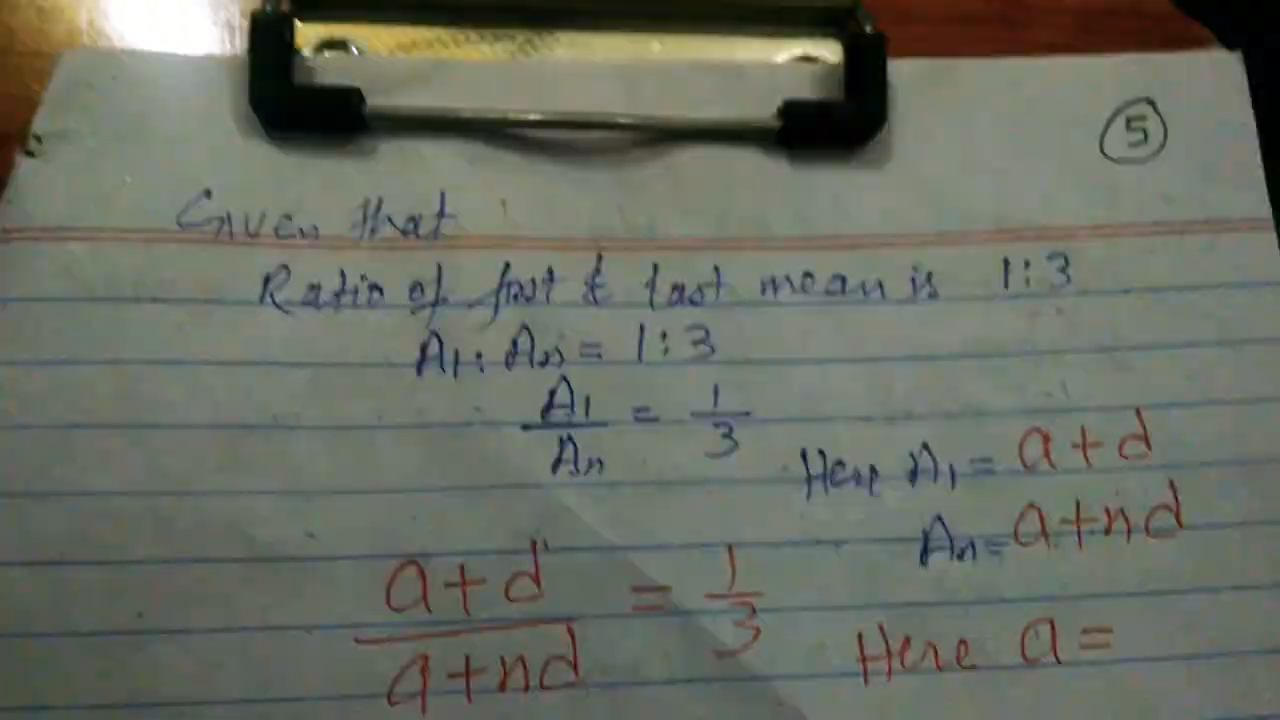 5
Given that
Ratio of first & last mean is 1:3
A1: An = 1:3
A1/An = 1/3
Here A1 = a+d
An = a+nd
a+d/a+nd = 1/3 Here a =